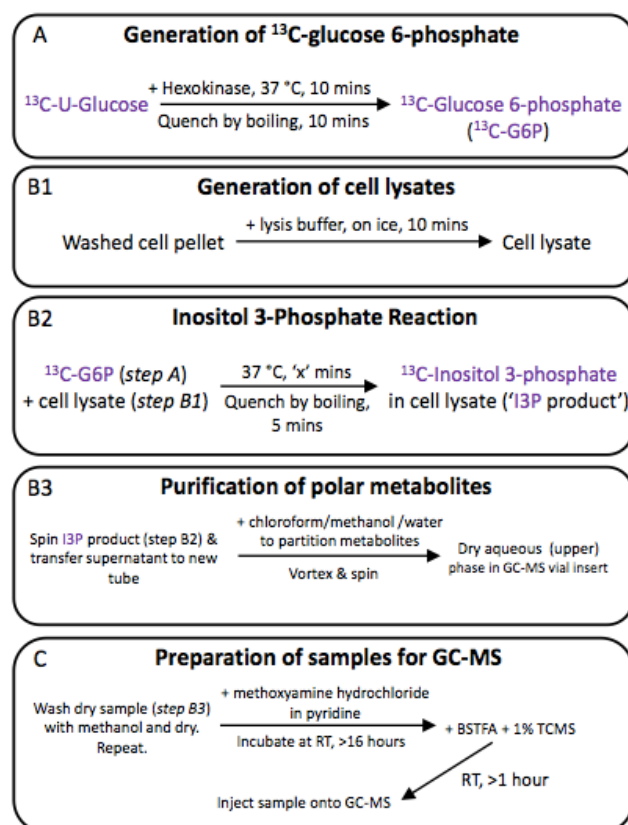 A Generation of ¹³C-glucose 6-phosphate
+ Hexokinase, 37 °C, 10 mins
¹³C-U-Glucose
¹³C-Glucose 6-phosphate
Quench by boiling, 10 mins
(¹³C-G6P)
B1 Generation of cell lysates
+ lysis buffer, on ice, 10 mins
Washed cell pellet
Cell lysate
B2 Inositol 3-Phosphate Reaction
¹³C-G6P (step A)
+ cell lysate (step B1)
37 °C, ‘x’ mins
Quench by boiling,
5 mins
¹³C-Inositol 3-phosphate
in cell lysate (‘I3P product’)
B3 Purification of polar metabolites
Spin I3P product (step B2) &
transfer supernatant to new
tube
+ chloroform/methanol /water
to partition metabolites
Vortex & spin
Dry aqueous (upper)
phase in GC-MS vial insert
C Preparation of samples for GC-MS
Wash dry sample (step B3)
with methanol and dry.
Repeat.
+ methoxyamine hydrochloride
in pyridine
Incubate at RT, >16 hours
+ BSTFA + 1% TCMS
RT, >1 hour
Inject sample onto GC-MS